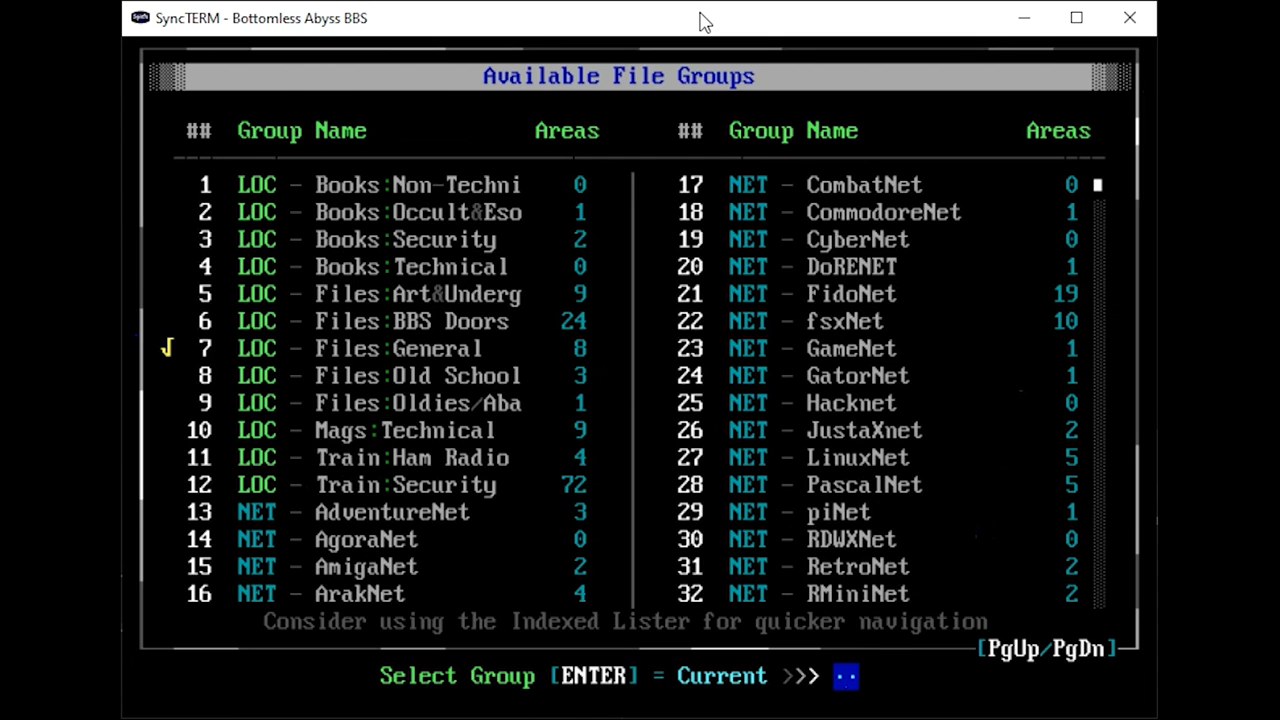 SyncTERM - Bottomless Abyss BBS
Available File Groups
## Group Name Areas ## Group Name Areas
1 LOC - Books:Non-Techni 0 17 NET - CombatNet 0
2 LOC - Books:Occult&Eso 1 18 NET - CommodoreNet 1
3 LOC - Books:Security 2 19 NET - CyberNet 0
4 LOC - Books:Technical 0 20 NET - DoRENET 1
5 LOC - Files:Art&Underg 9 21 NET - FidoNet 19
6 LOC - Files:BBS Doors 24 22 NET - fsxNet 10
√ 7 LOC - Files:General 8 23 NET - GameNet 1
8 LOC - Files:Old School 3 24 NET - GatorNet 1
9 LOC - Files:Oldies/Aba 1 25 NET - Hacknet 0
10 LOC - Mags:Technical 9 26 NET - JustaXnet 2
11 LOC - Train:Ham Radio 4 27 NET - LinuxNet 5
12 LOC - Train:Security 72 28 NET - PascalNet 5
13 NET - AdventureNet 3 29 NET - piNet 1
14 NET - AgoraNet 0 30 NET - RDWXNet 0
15 NET - AmigaNet 2 31 NET - RetroNet 2
16 NET - ArakNet 4 32 NET - RMiniNet 2
Consider using the Indexed Lister for quicker navigation
[PgUp/PgDn]
Select Group [ENTER] = Current >>> ··